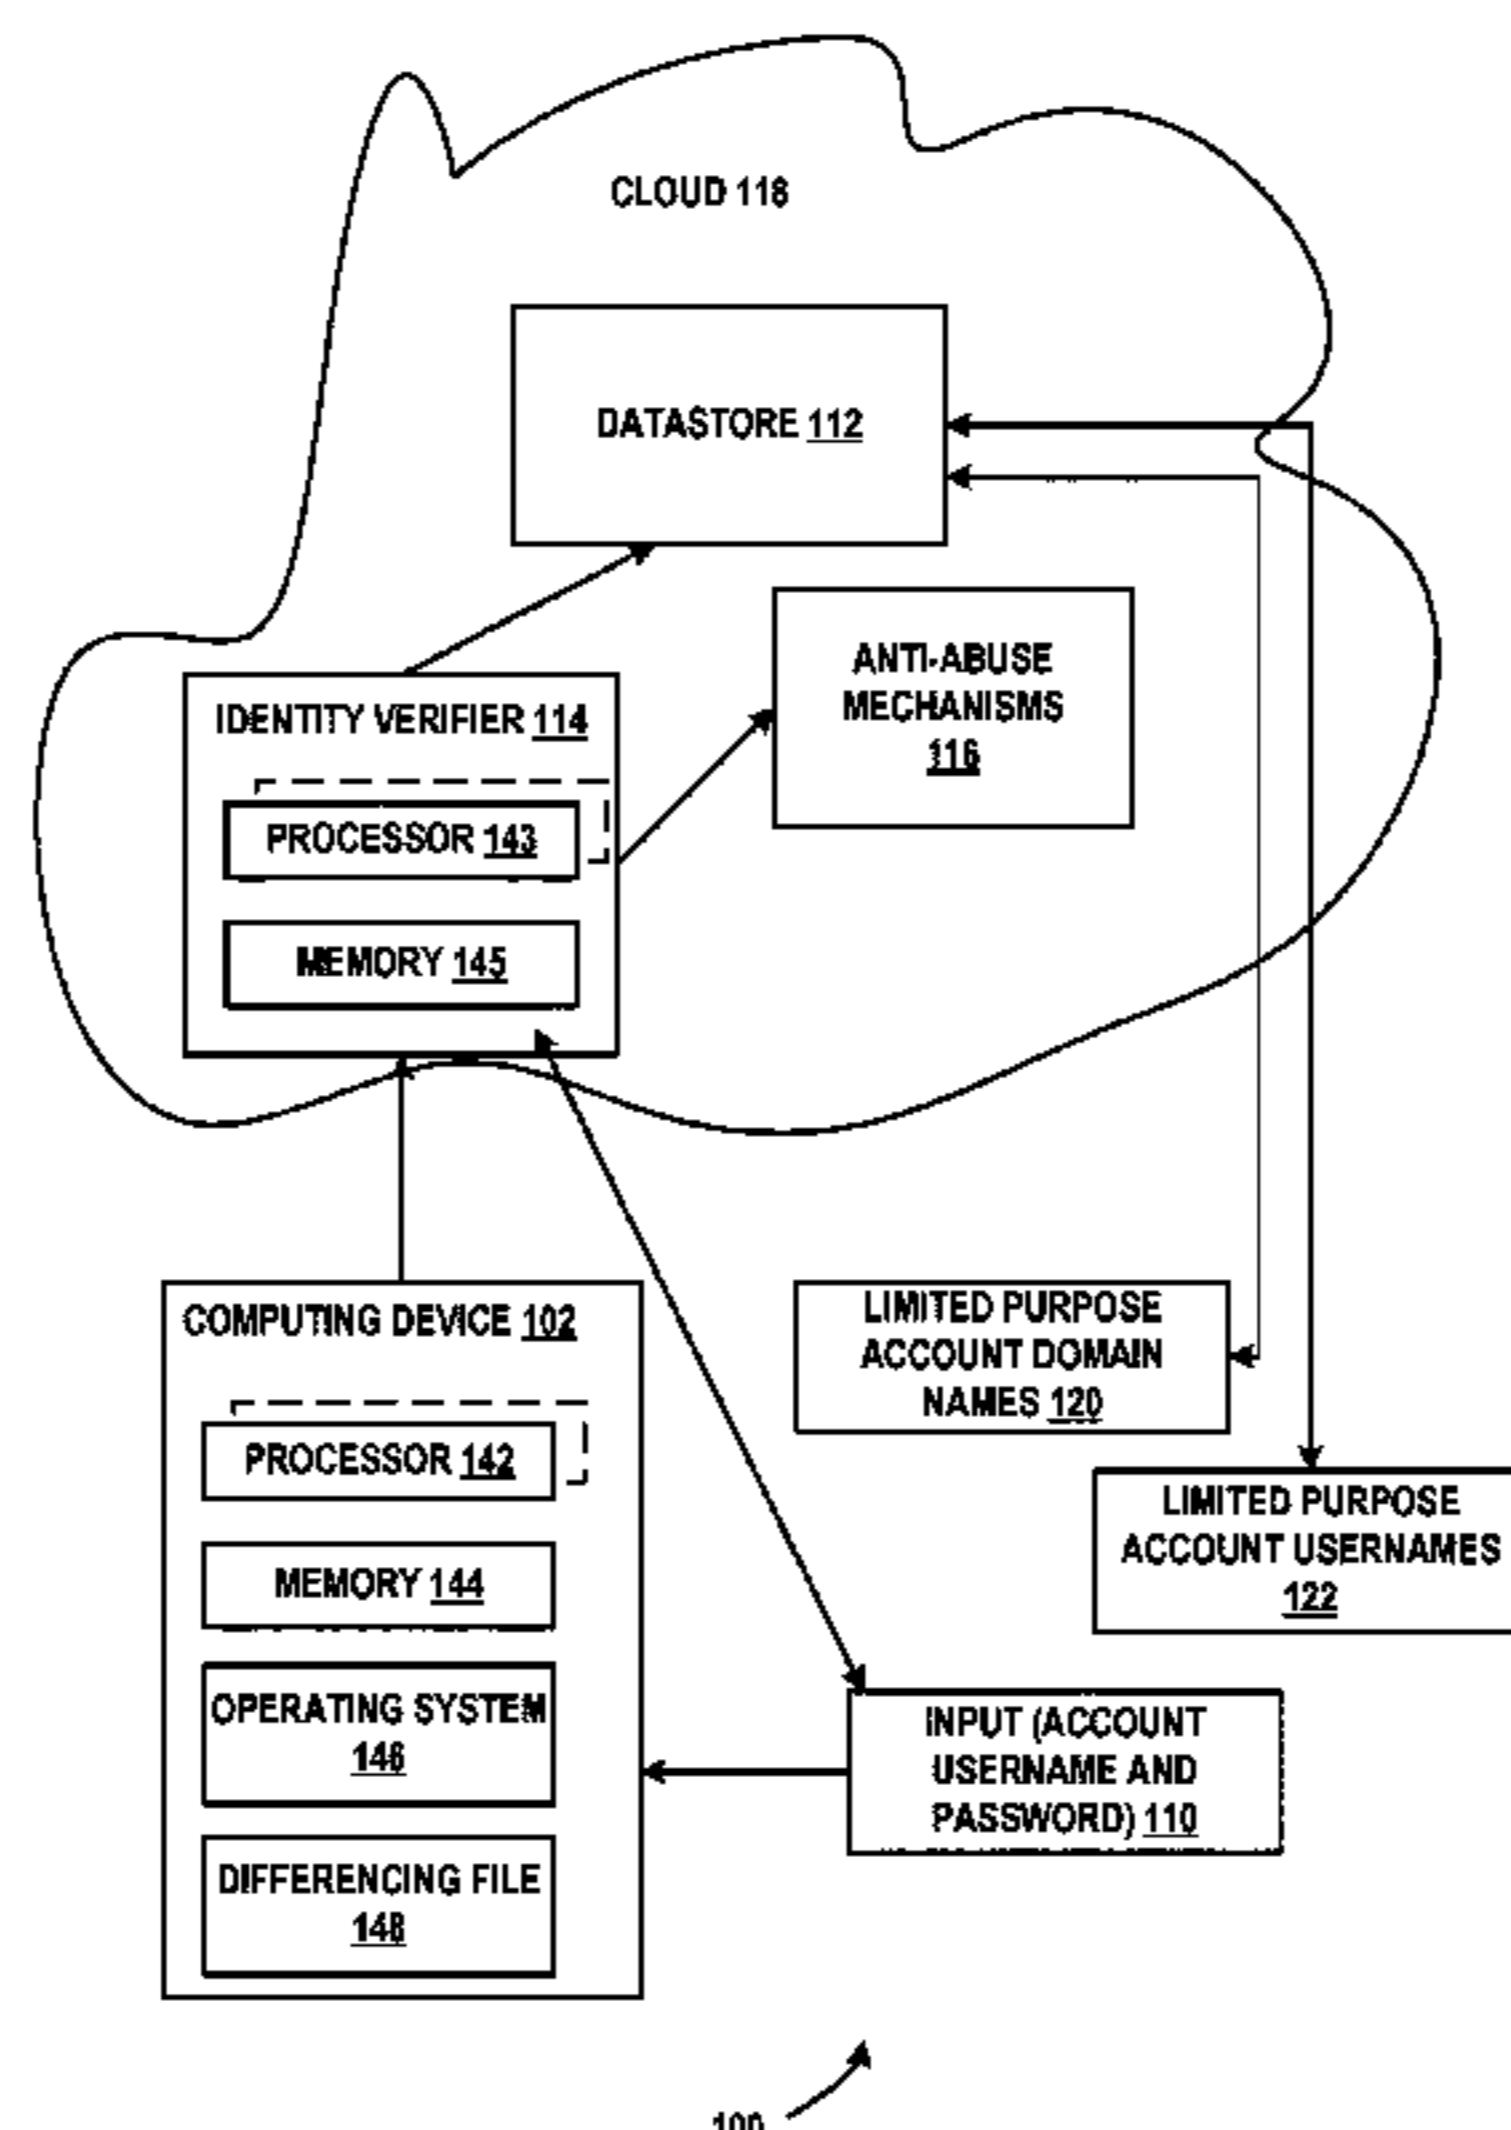 CLOUD 118
DATASTORE 112
ANTI-ABUSE
MECHANISMS
116
IDENTITY VERIFIER 114
PROCESSOR 143
MEMORY 145
COMPUTING DEVICE 102
PROCESSOR 142
MEMORY 144
OPERATING SYSTEM
146
DIFFERENCING FILE
148
LIMITED PURPOSE
ACCOUNT DOMAIN
NAMES 120
LIMITED PURPOSE
ACCOUNT USERNAMES
122
INPUT (ACCOUNT
USERNAME AND
PASSWORD) 110
100